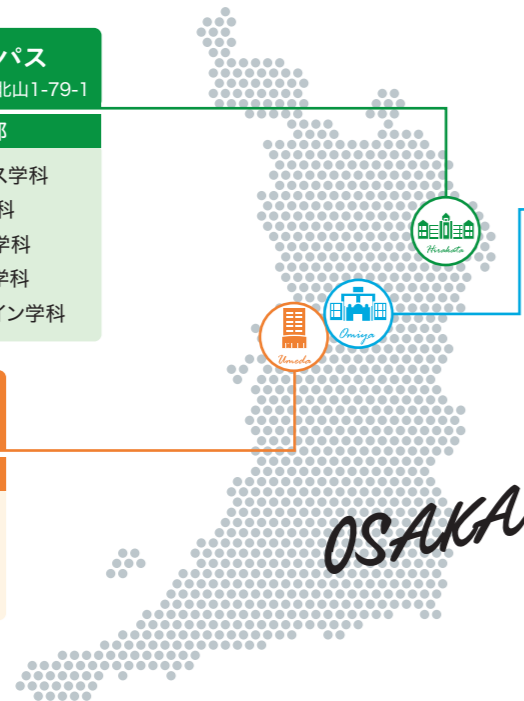 パス
北山1-79-1
部
ス学科
科
学科
学科
イン学科
Hirakata
Omiya
Umeda
OSAKA